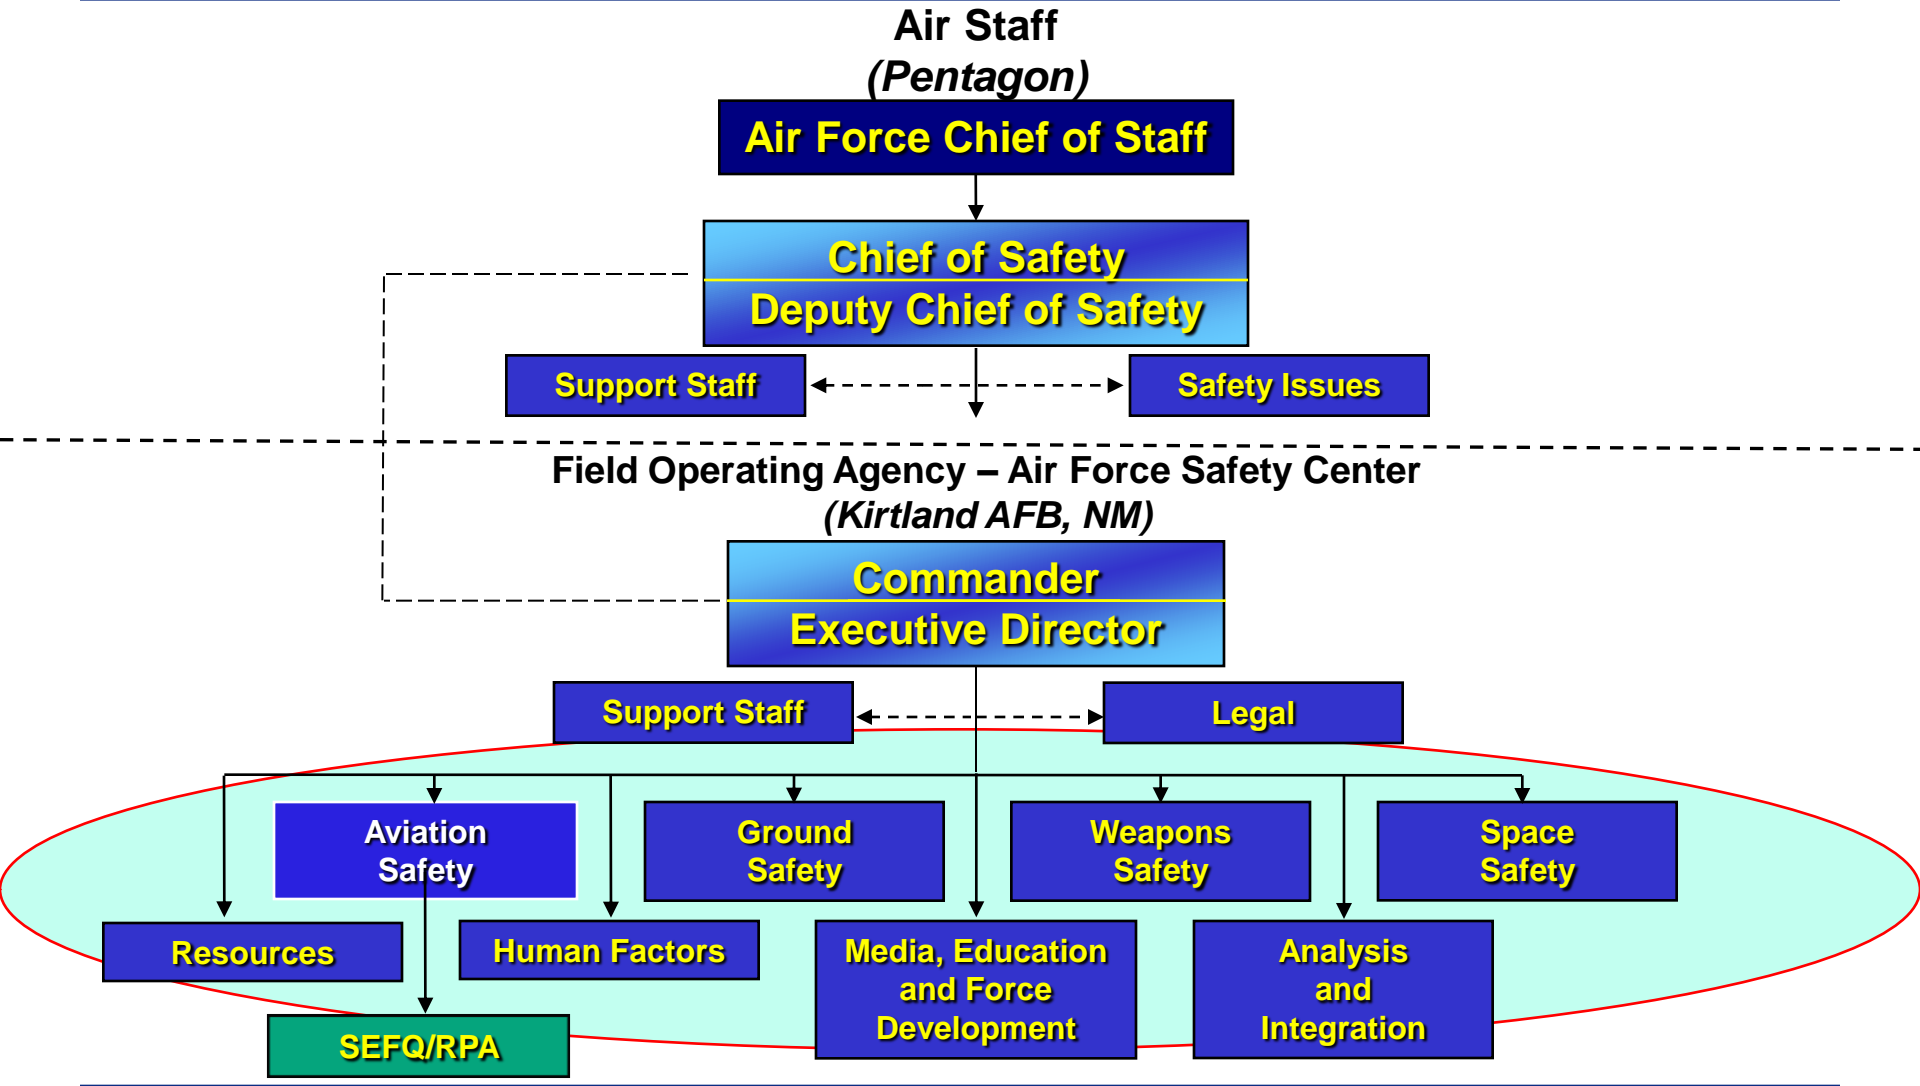 Air Staff
(Pentagon)
Air Force Chief of Staff
Chief of Safety
Deputy Chief of Safety
Support Staff
Safety Issues
Field Operating Agency – Air Force Safety Center
(Kirtland AFB, NM)
Commander
Executive Director
Support Staff
Legal
Aviation
Safety
Ground
Safety
Weapons
Safety
Space
Safety
Resources
Human Factors
Media, Education
and Force
Development
Analysis
and
Integration
SEFQ/RPA